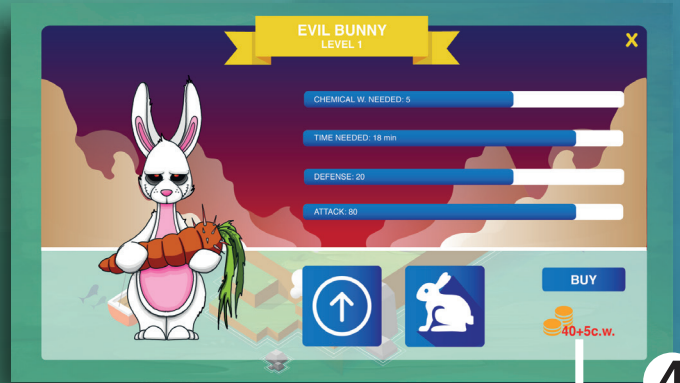 EVIL BUNNY
LEVEL 1
X
CHEMICAL W. NEEDED: 5
TIME NEEDED: 18 min
DEFENSE: 20
ATTACK: 80
BUY
40+5c.w.